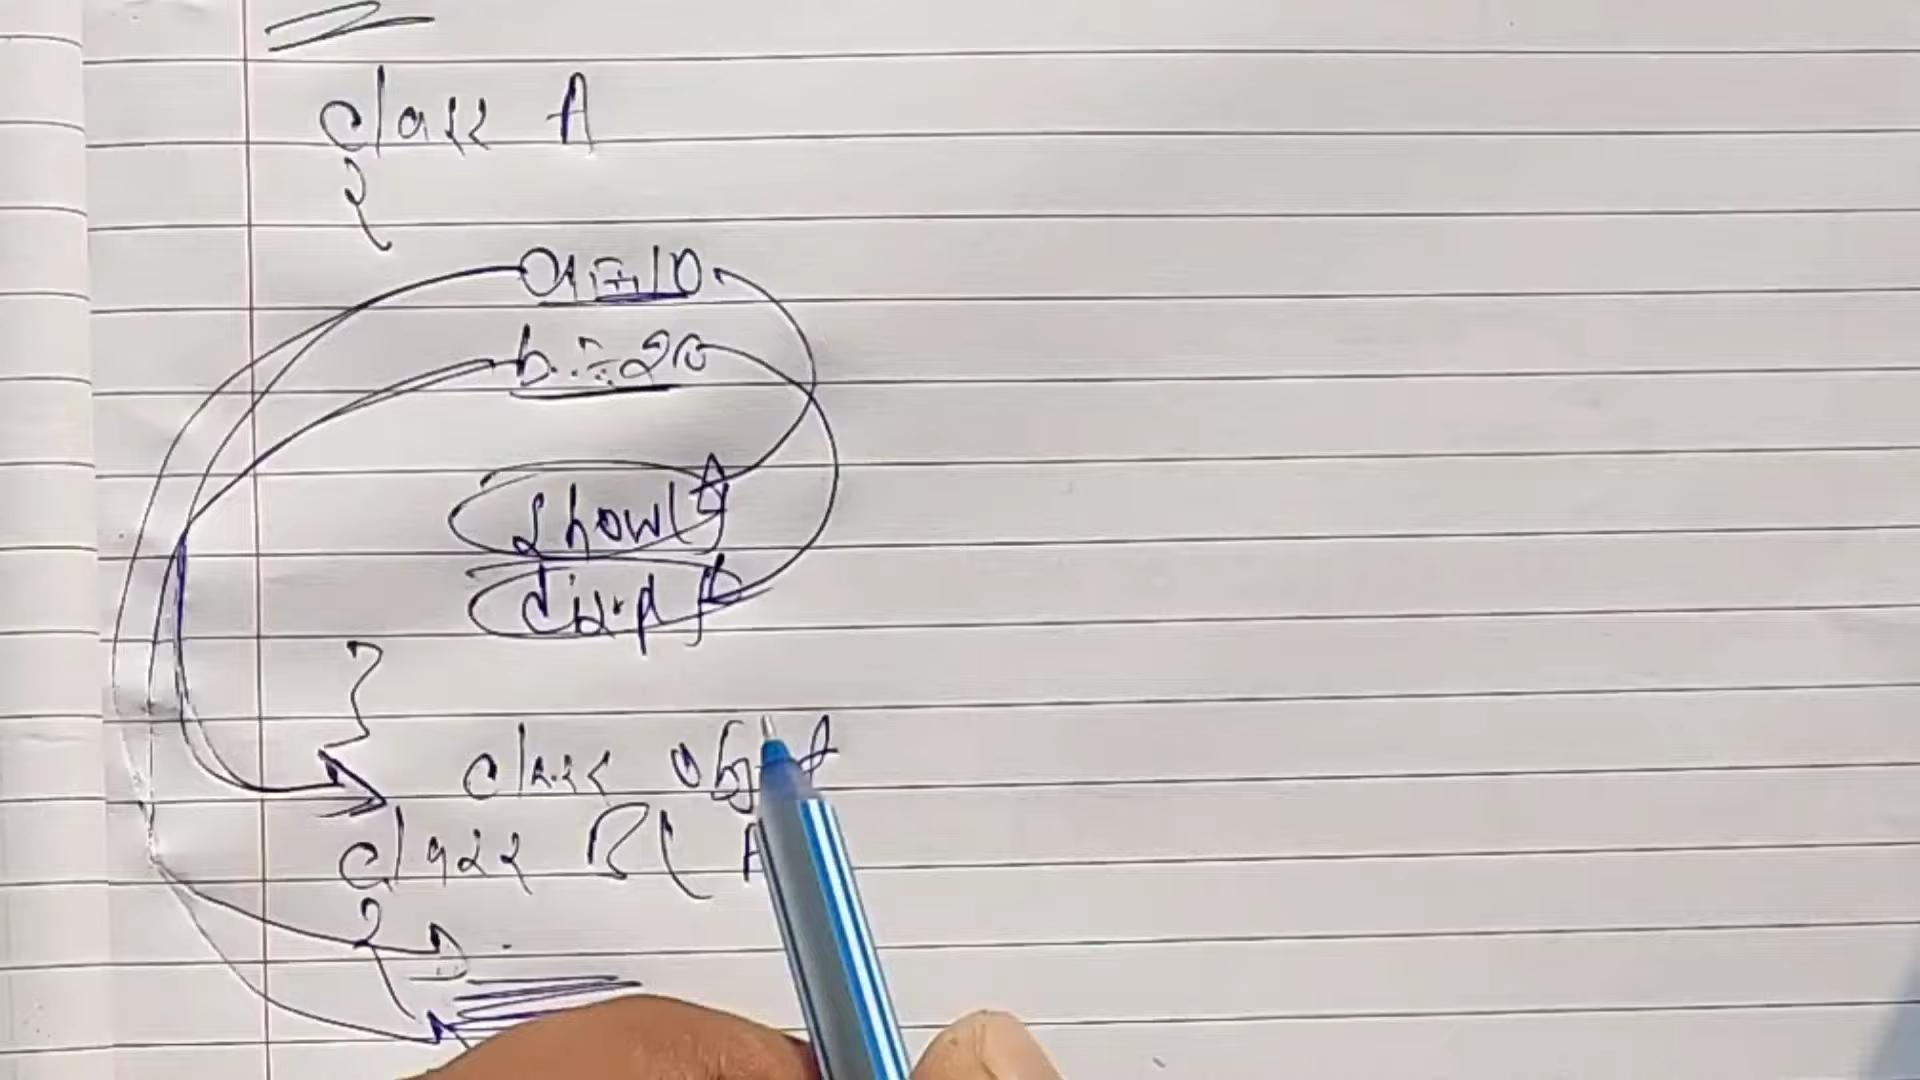 class A
{
a=10
b=20
show()
disp()
}
class object
class B( A
{